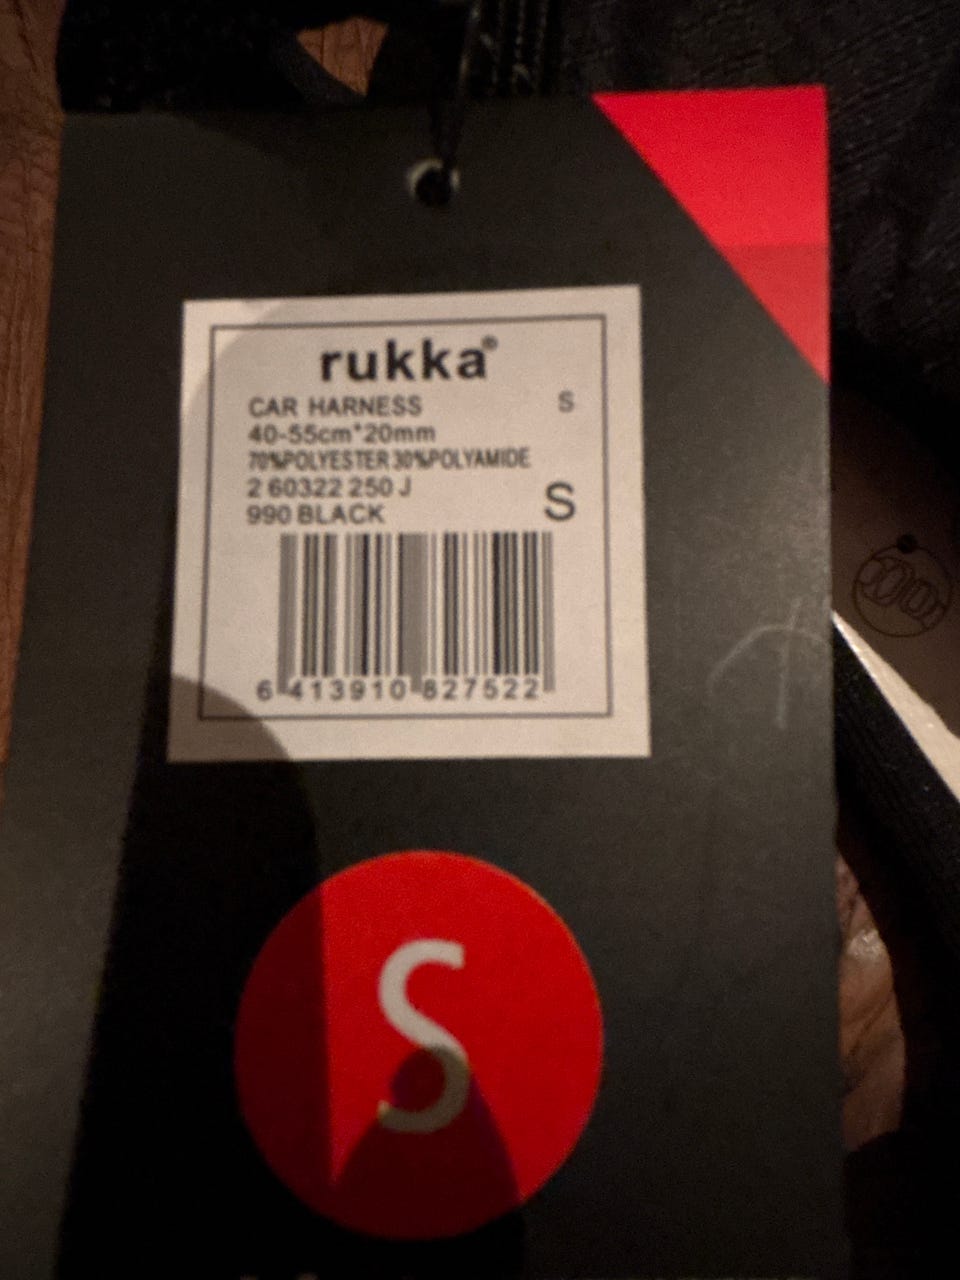 rukka®
CAR HARNESS S
40-55cm*20mm
70%POLYESTER 30%POLYAMIDE
2 60322 250 J
990 BLACK S
6 413910 827522
S